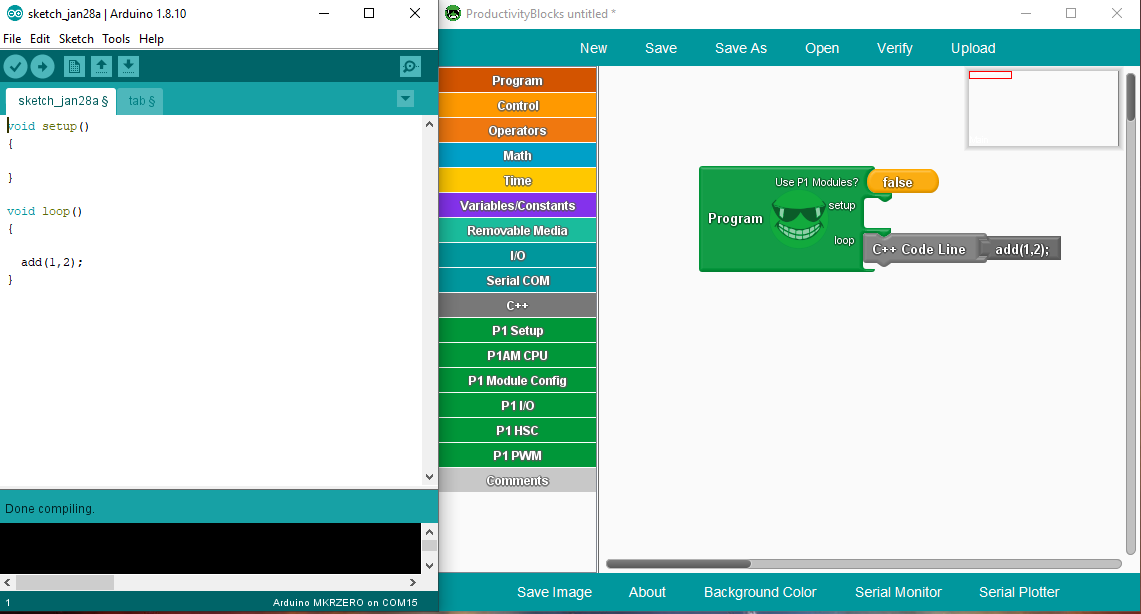 sketch_jan28a | Arduino 1.8.10
File Edit Sketch Tools Help
sketch_jan28a §
tab §
void setup()
{
}
void loop()
{
add(1,2);
}
Done compiling.
1
Arduino MKRZERO on COM15
ProductivityBlocks untitled *
New Save Save As Open Verify Upload
Program
Control
Operators
Math
Time
Variables/Constants
Removable Media
I/O
Serial COM
C++
P1 Setup
P1AM CPU
P1 Module Config
P1 I/O
P1 HSC
P1 PWM
Comments
Use P1 Modules? false
setup
Program
loop
C++ Code Line add(1,2);
Save Image About Background Color Serial Monitor Serial Plotter